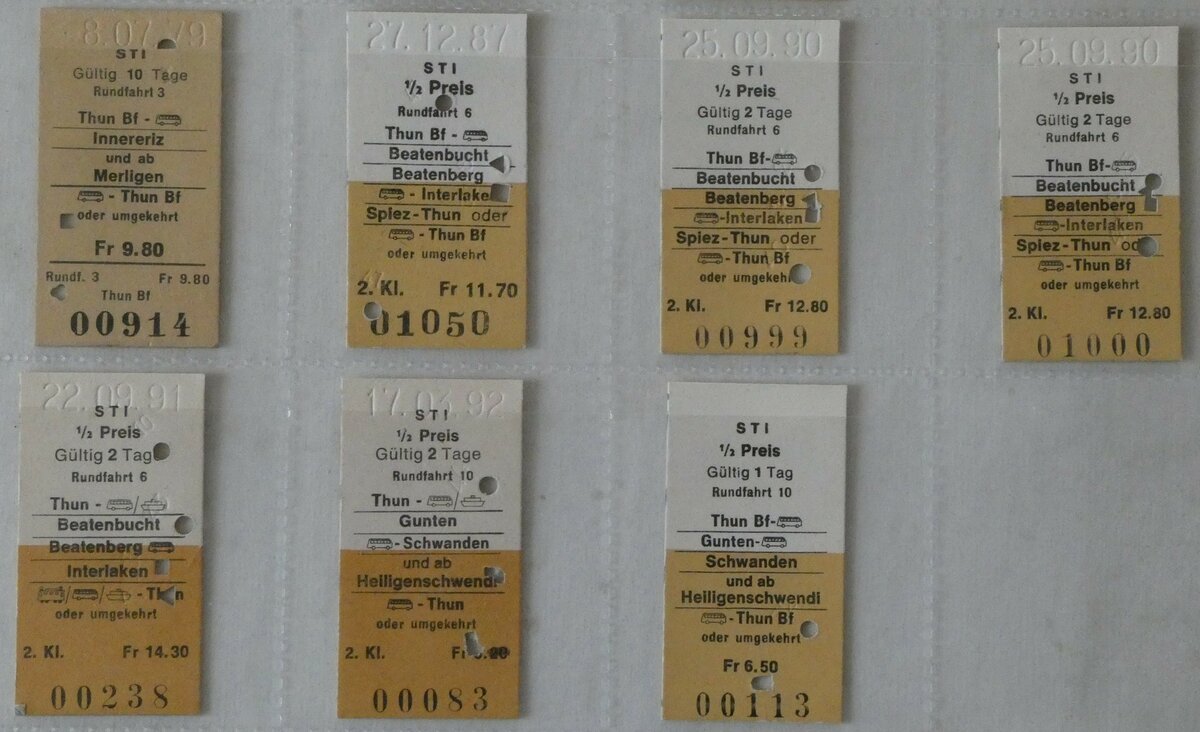 8.07.79
STI
Gültig 10 Tage
Rundfahrt 3
Thun Bf -
Innereriz
und ab
Merligen
- Thun Bf
oder umgekehrt
Fr 9.80
Rundf. 3 Fr 9.80
Thun Bf
00914
27.12.87
STI
1/2 Preis
Rundfahrt 6
Thun Bf -
Beatenbucht
Beatenberg
- Interlaken
Spiez-Thun oder
- Thun Bf
oder umgekehrt
2. Kl. Fr 11.70
01050
25.09.90
STI
1/2 Preis
Gültig 2 Tage
Rundfahrt 6
Thun Bf-
Beatenbucht
Beatenberg
-Interlaken
Spiez-Thun oder
- Thun Bf
oder umgekehrt
2. Kl. Fr 12.80
00999
25.09.90
STI
1/2 Preis
Gültig 2 Tage
Rundfahrt 6
Thun Bf-
Beatenbucht
Beatenberg
-Interlaken
Spiez-Thun oder
- Thun Bf
oder umgekehrt
2. Kl. Fr 12.80
01000
22.09.91
STI
1/2 Preis
Gültig 2 Tage
Rundfahrt 6
Thun - /
Beatenbucht
Beatenberg
Interlaken
/ / - Thun
oder umgekehrt
2. Kl. Fr 14.30
00238
STI
1/2 Preis
Gültig 2 Tage
Rundfahrt 10
Thun - /
Gunten
-Schwanden
und ab
Heiligenschwendi
- Thun
oder umgekehrt
2. Kl. Fr
00083
STI
1/2 Preis
Gültig 1 Tag
Rundfahrt 10
Thun Bf-
Gunten-
Schwanden
und ab
Heiligenschwendi
- Thun Bf
oder umgekehrt
Fr 6.50
00113